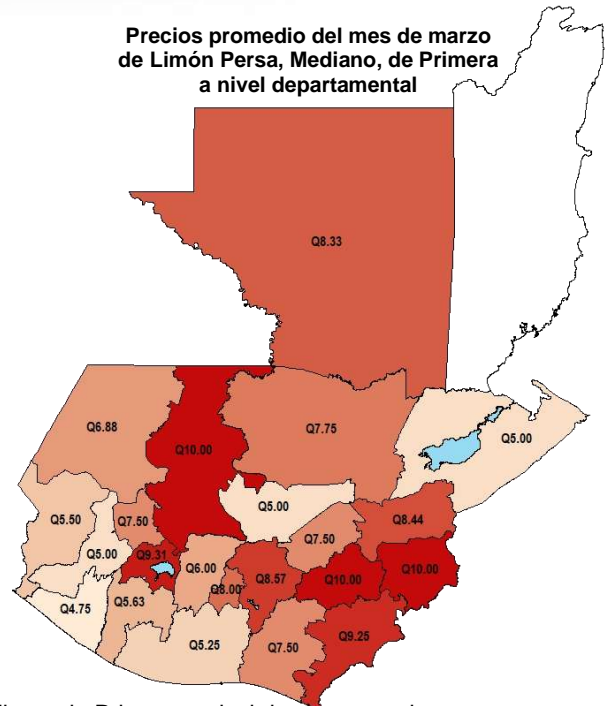 Precios promedio del mes de marzo
de Limón Persa, Mediano, de Primera
a nivel departamental
Q8.33
Q6.88
Q10.00
Q7.75
Q5.00
Q5.50
Q7.50
Q5.00
Q5.00
Q7.50
Q8.44
Q9.31
Q6.00
Q8.00
Q8.57
Q10.00
Q10.00
Q4.75
Q5.63
Q5.25
Q7.50
Q9.25